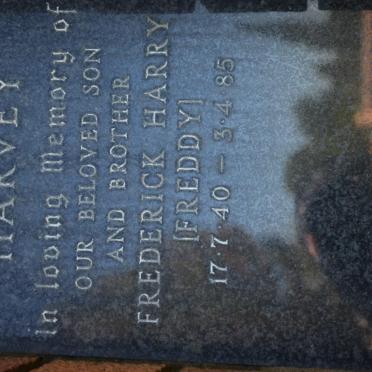 HARVEY
in loving Memory of
OUR BELOVED SON
AND BROTHER
FREDERICK HARRY
[FREDDY]
17·7·40 – 3·4·85